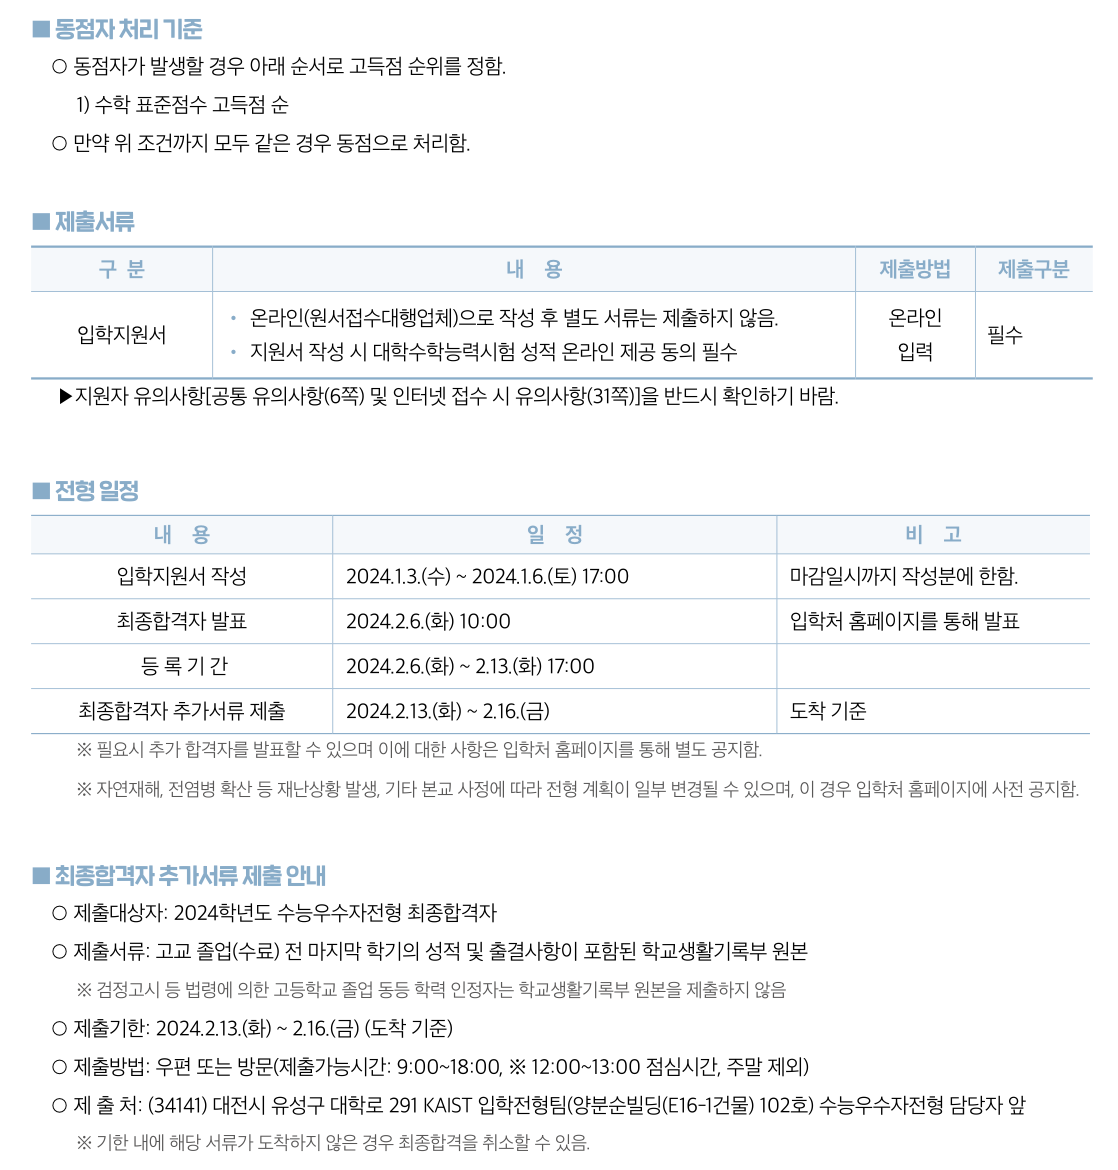 ■ 동점자 처리 기준
○ 동점자가 발생할 경우 아래 순서로 고득점 순위를 정함.
1) 수학 표준점수 고득점 순
○ 만약 위 조건까지 모두 같은 경우 동점으로 처리함.
■ 제출서류
구 분 내 용 제출방법 제출구분
입학지원서
• 온라인(원서접수대행업체)으로 작성 후 별도 서류는 제출하지 않음.
• 지원서 작성 시 대학수학능력시험 성적 온라인 제공 동의 필수
온라인
입력
필수
▶지원자 유의사항[공통 유의사항(6쪽) 및 인터넷 접수 시 유의사항(31쪽)]을 반드시 확인하기 바람.
■ 전형 일정
내 용 일 정 비 고
입학지원서 작성 2024.1.3.(수) ~ 2024.1.6.(토) 17:00 마감일시까지 작성분에 한함.
최종합격자 발표 2024.2.6.(화) 10:00 입학처 홈페이지를 통해 발표
등 록 기 간 2024.2.6.(화) ~ 2.13.(화) 17:00
최종합격자 추가서류 제출 2024.2.13.(화) ~ 2.16.(금) 도착 기준
※ 필요시 추가 합격자를 발표할 수 있으며 이에 대한 사항은 입학처 홈페이지를 통해 별도 공지함.
※ 자연재해, 전염병 확산 등 재난상황 발생, 기타 본교 사정에 따라 전형 계획이 일부 변경될 수 있으며, 이 경우 입학처 홈페이지에 사전 공지함.
■ 최종합격자 추가서류 제출 안내
○ 제출대상자: 2024학년도 수능우수자전형 최종합격자
○ 제출서류: 고교 졸업(수료) 전 마지막 학기의 성적 및 출결사항이 포함된 학교생활기록부 원본
※ 검정고시 등 법령에 의한 고등학교 졸업 동등 학력 인정자는 학교생활기록부 원본을 제출하지 않음
○ 제출기한: 2024.2.13.(화) ~ 2.16.(금) (도착 기준)
○ 제출방법: 우편 또는 방문(제출가능시간: 9:00~18:00, ※ 12:00~13:00 점심시간, 주말 제외)
○ 제 출 처: (34141) 대전시 유성구 대학로 291 KAIST 입학전형팀(양분순빌딩(E16-1건물) 102호) 수능우수자전형 담당자 앞
※ 기한 내에 해당 서류가 도착하지 않은 경우 최종합격을 취소할 수 있음.